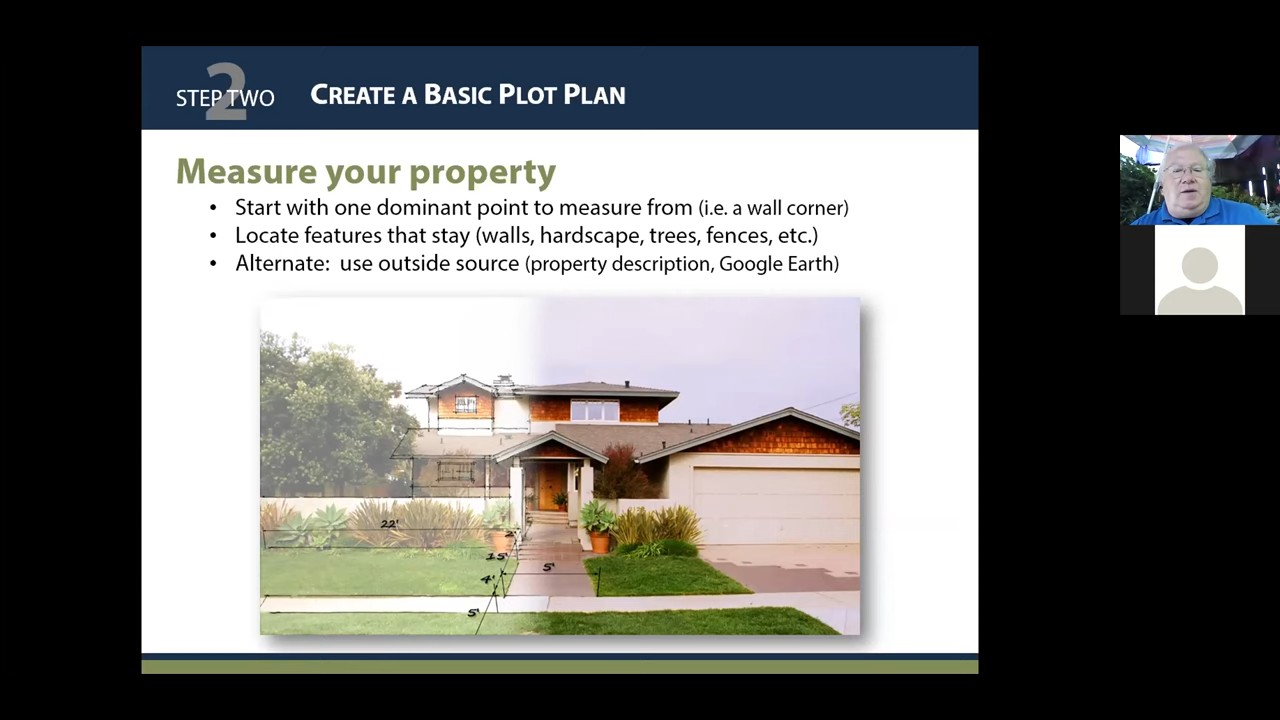 2
STEP TWO
CREATE A BASIC PLOT PLAN
Measure your property
• Start with one dominant point to measure from (i.e. a wall corner)
• Locate features that stay (walls, hardscape, trees, fences, etc.)
• Alternate: use outside source (property description, Google Earth)
22'
15'
5'
4'
5'